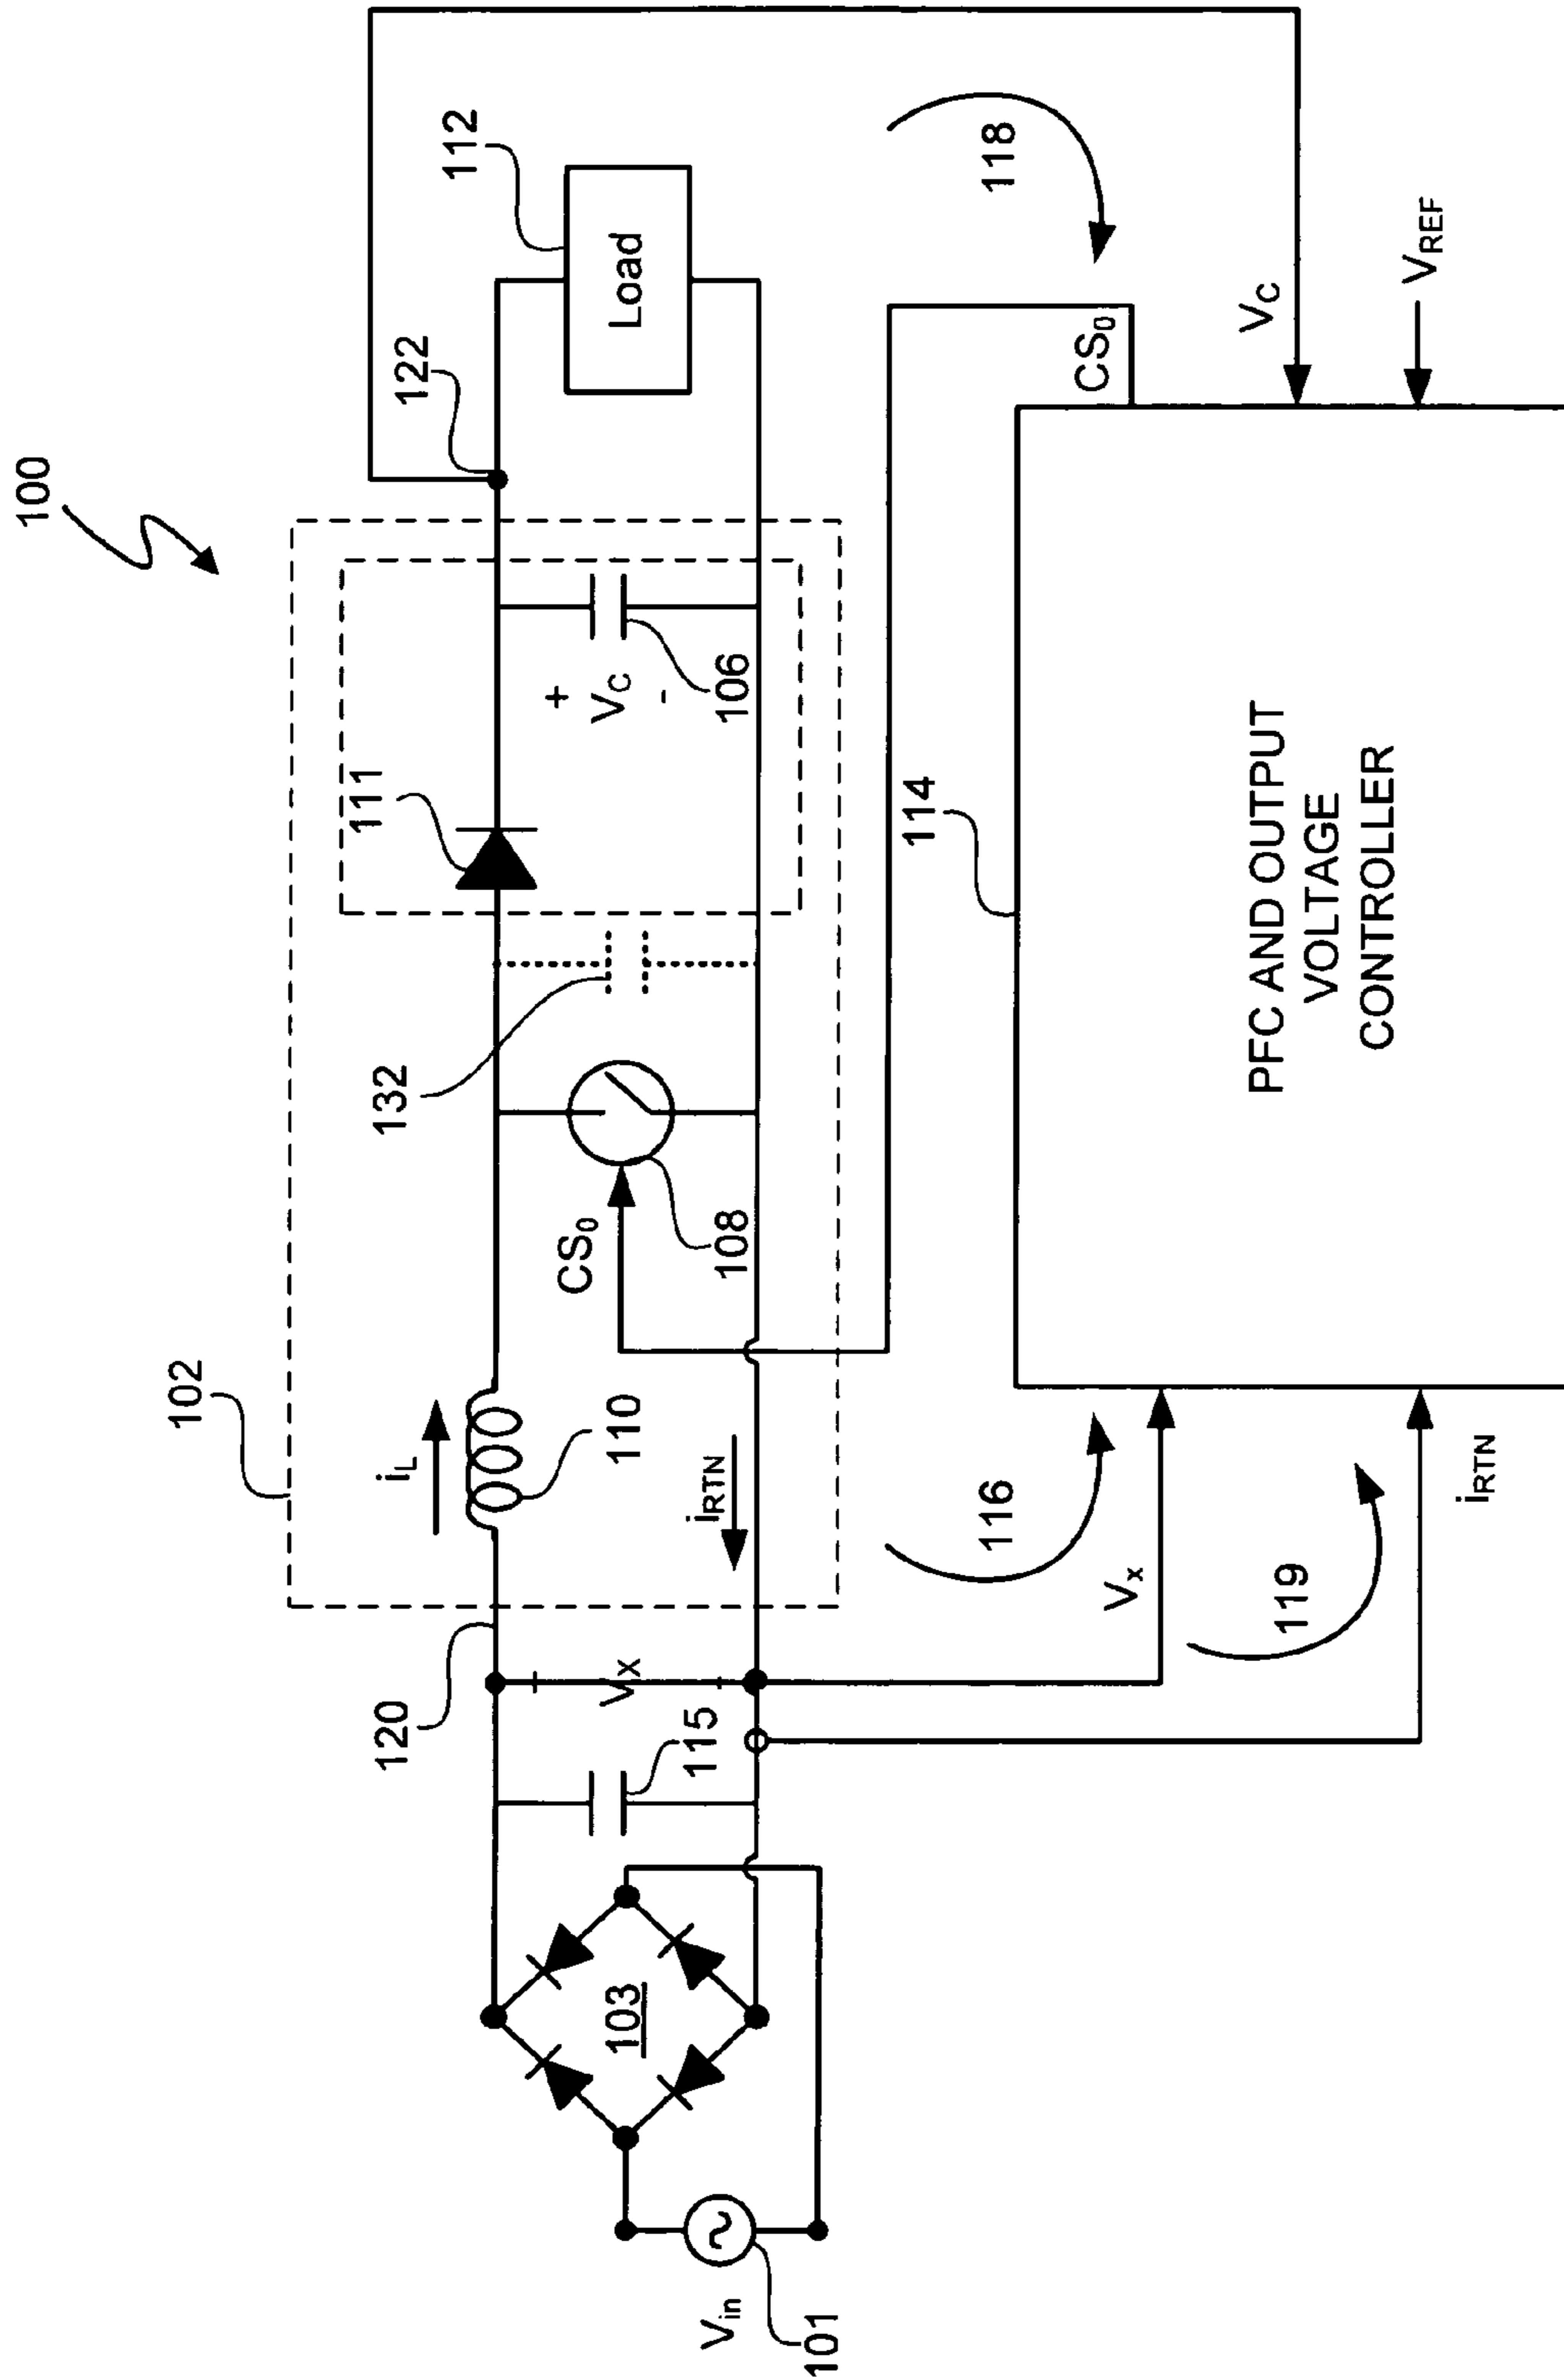 100
102
120
iL
110
iRTN
Vx
115
103
Vin
101
132
CS0
108
111
+
VC
-
106
122
112
Load
118
116
119
Vx
iRTN
114
CS0
VC
VREF
PFC AND OUTPUT
VOLTAGE
CONTROLLER